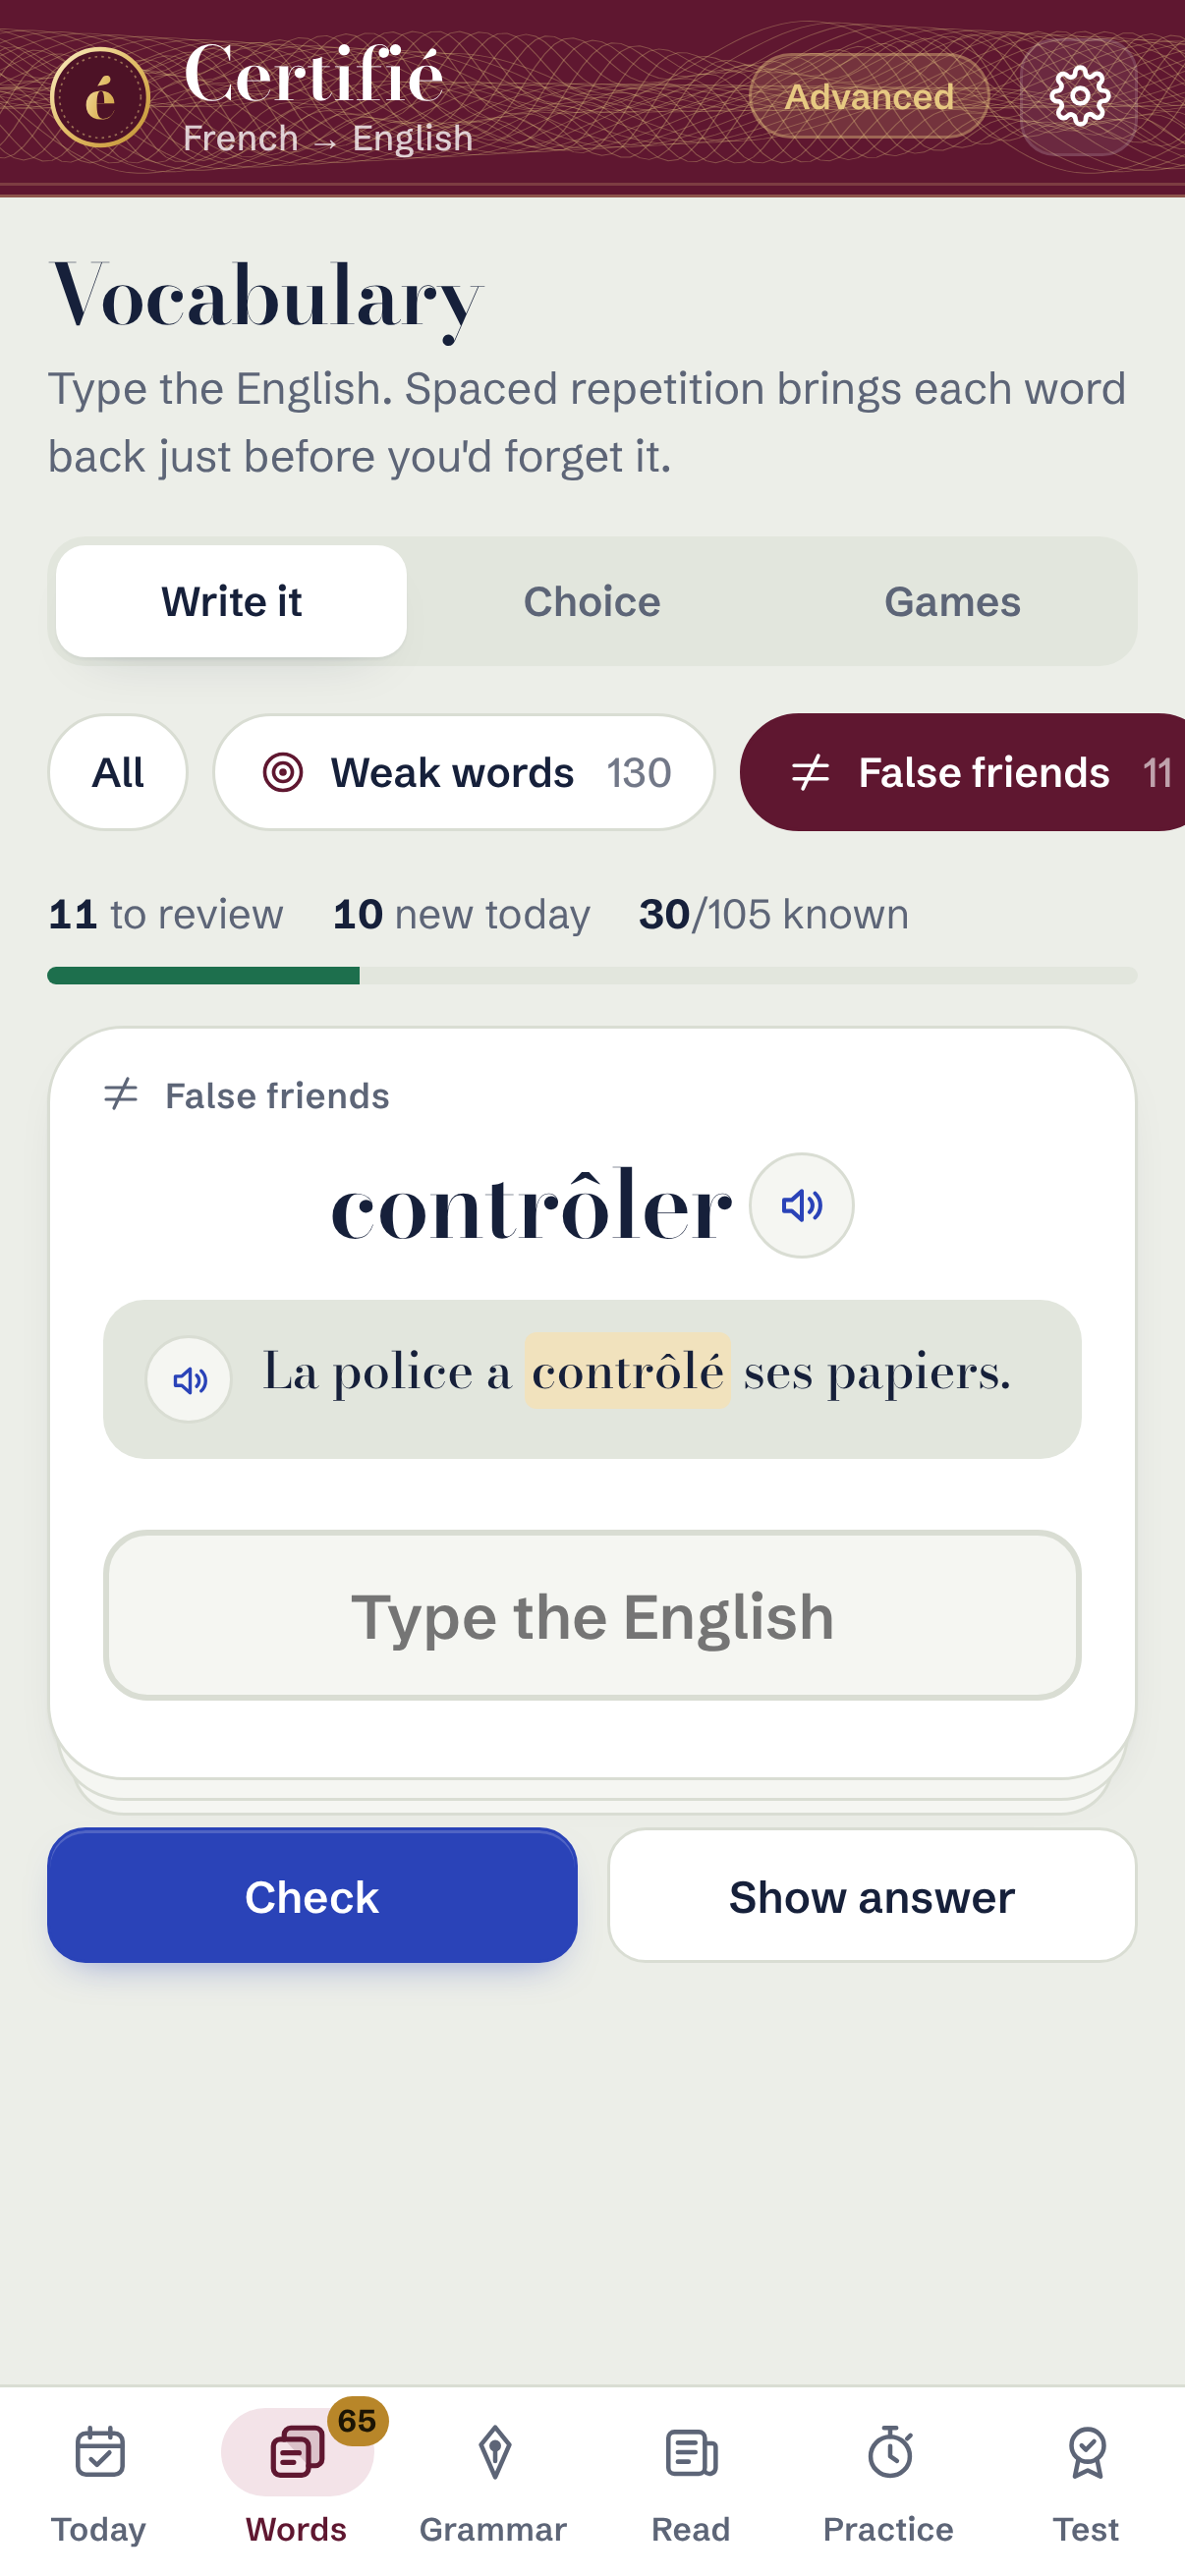 é
Certifié
French → English
Advanced
Vocabulary
Type the English. Spaced repetition brings each word
back just before you'd forget it.
Write it
Choice
Games
All
Weak words 130
≠ False friends 11
11 to review
10 new today
30/105 known
≠ False friends
contrôler
La police a contrôlé ses papiers.
Type the English
Check
Show answer
65
Today
Words
Grammar
Read
Practice
Test